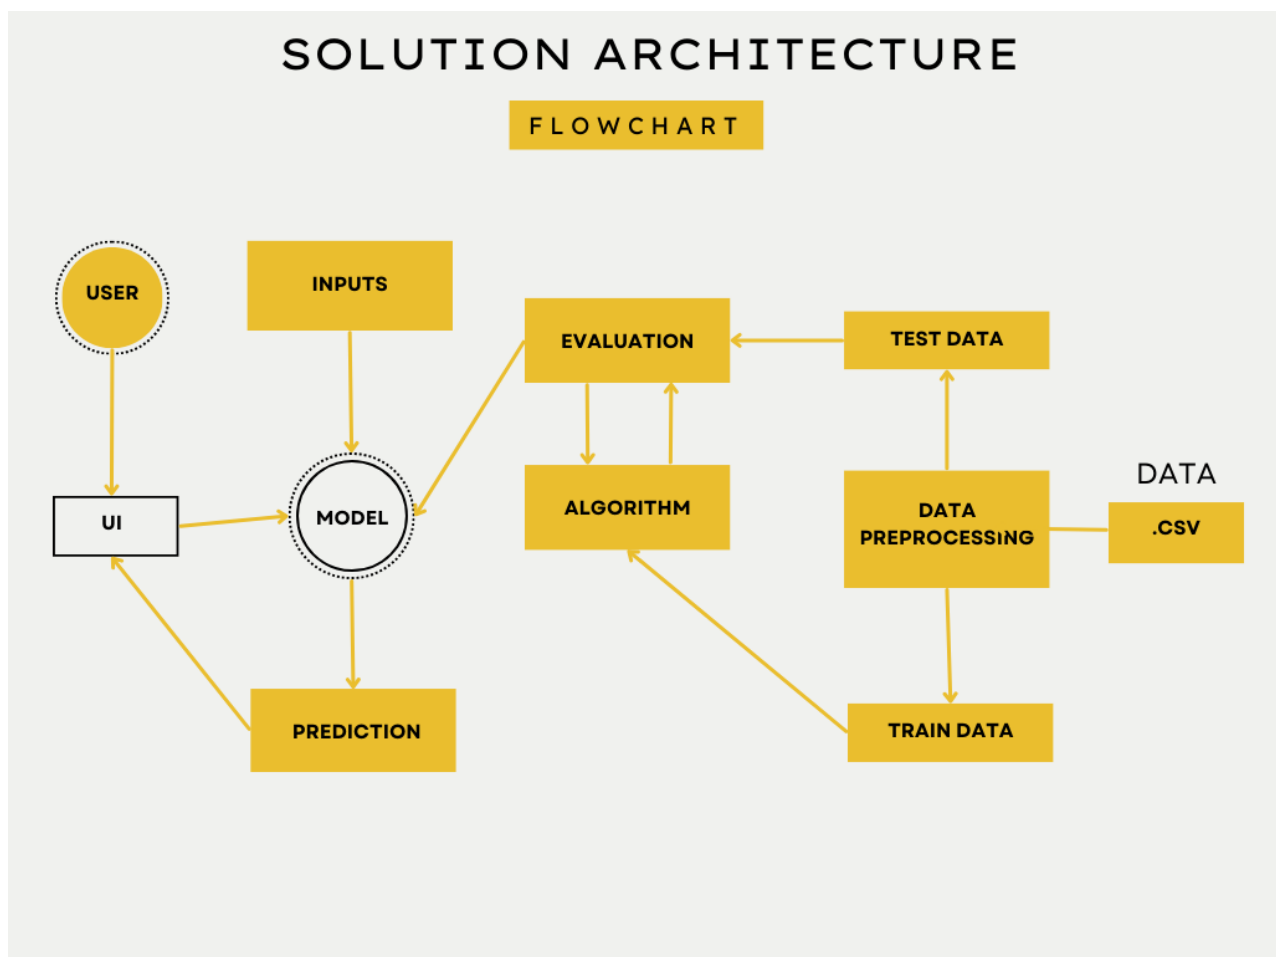 SOLUTION ARCHITECTURE
FLOWCHART
USER
INPUTS
EVALUATION
TEST DATA
DATA
.CSV
UI
MODEL
ALGORITHM
DATA
PREPROCESSING
PREDICTION
TRAIN DATA